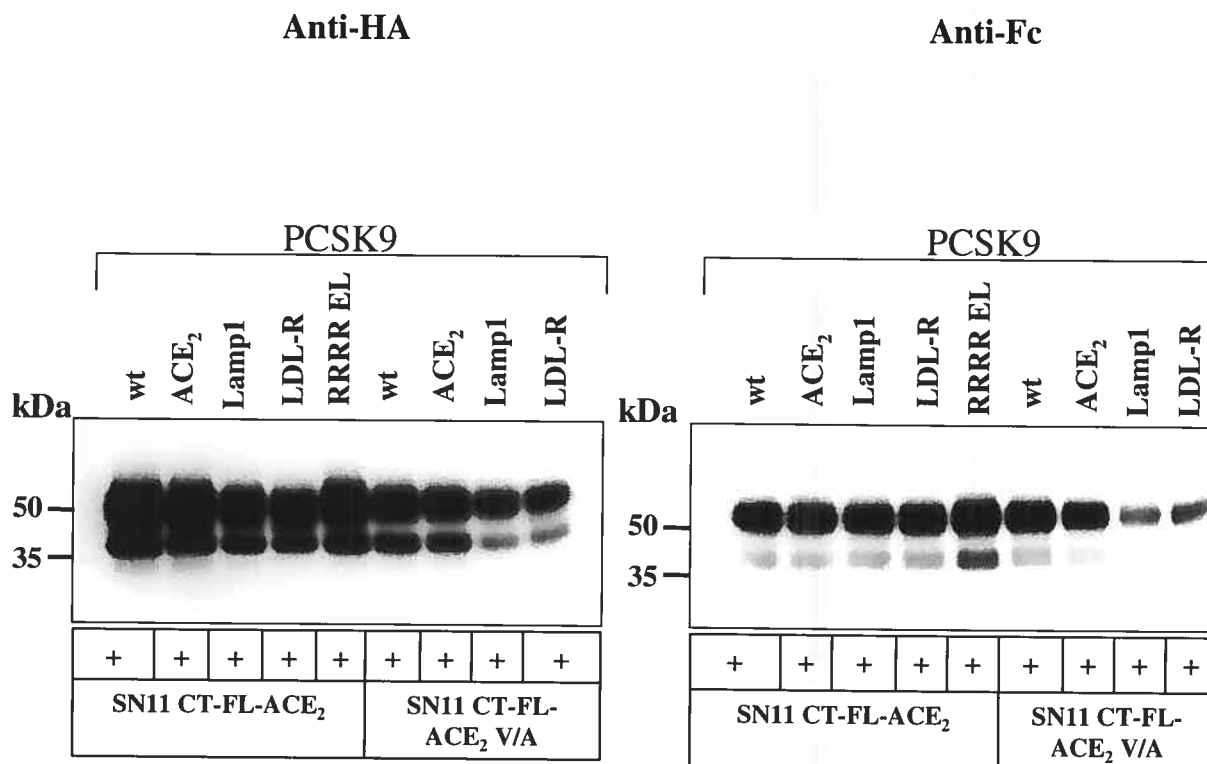 Anti-HA
PCSK9
wt ACE₂ Lamp1 LDL-R RRRR EL wt ACE₂ Lamp1 LDL-R
kDa
50
35
+ + + + + + + + +
SN11 CT-FL-ACE₂
SN11 CT-FL-
ACE₂ V/A
Anti-Fc
PCSK9
wt ACE₂ Lamp1 LDL-R RRRR EL wt ACE₂ Lamp1 LDL-R
kDa
50
35
+ + + + + + + + +
SN11 CT-FL-ACE₂
SN11 CT-FL-
ACE₂ V/A